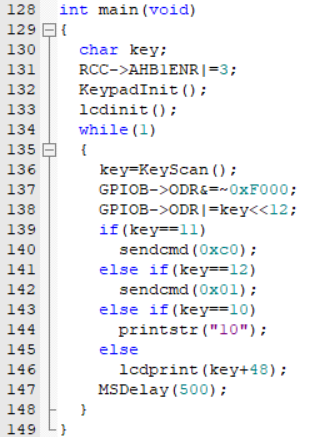 128 int main(void)
129 {
130 char key;
131 RCC->AHB1ENR|=3;
132 KeypadInit();
133 lcdinit();
134 while(1)
135 {
136 key=KeyScan();
137 GPIOB->ODR&=~0xF000;
138 GPIOB->ODR|=key<<12;
139 if(key==11)
140 sendcmd(0xc0);
141 else if(key==12)
142 sendcmd(0x01);
143 else if(key==10)
144 printstr("10");
145 else
146 lcdprint(key+48);
147 MSDelay(500);
148 }
149 }